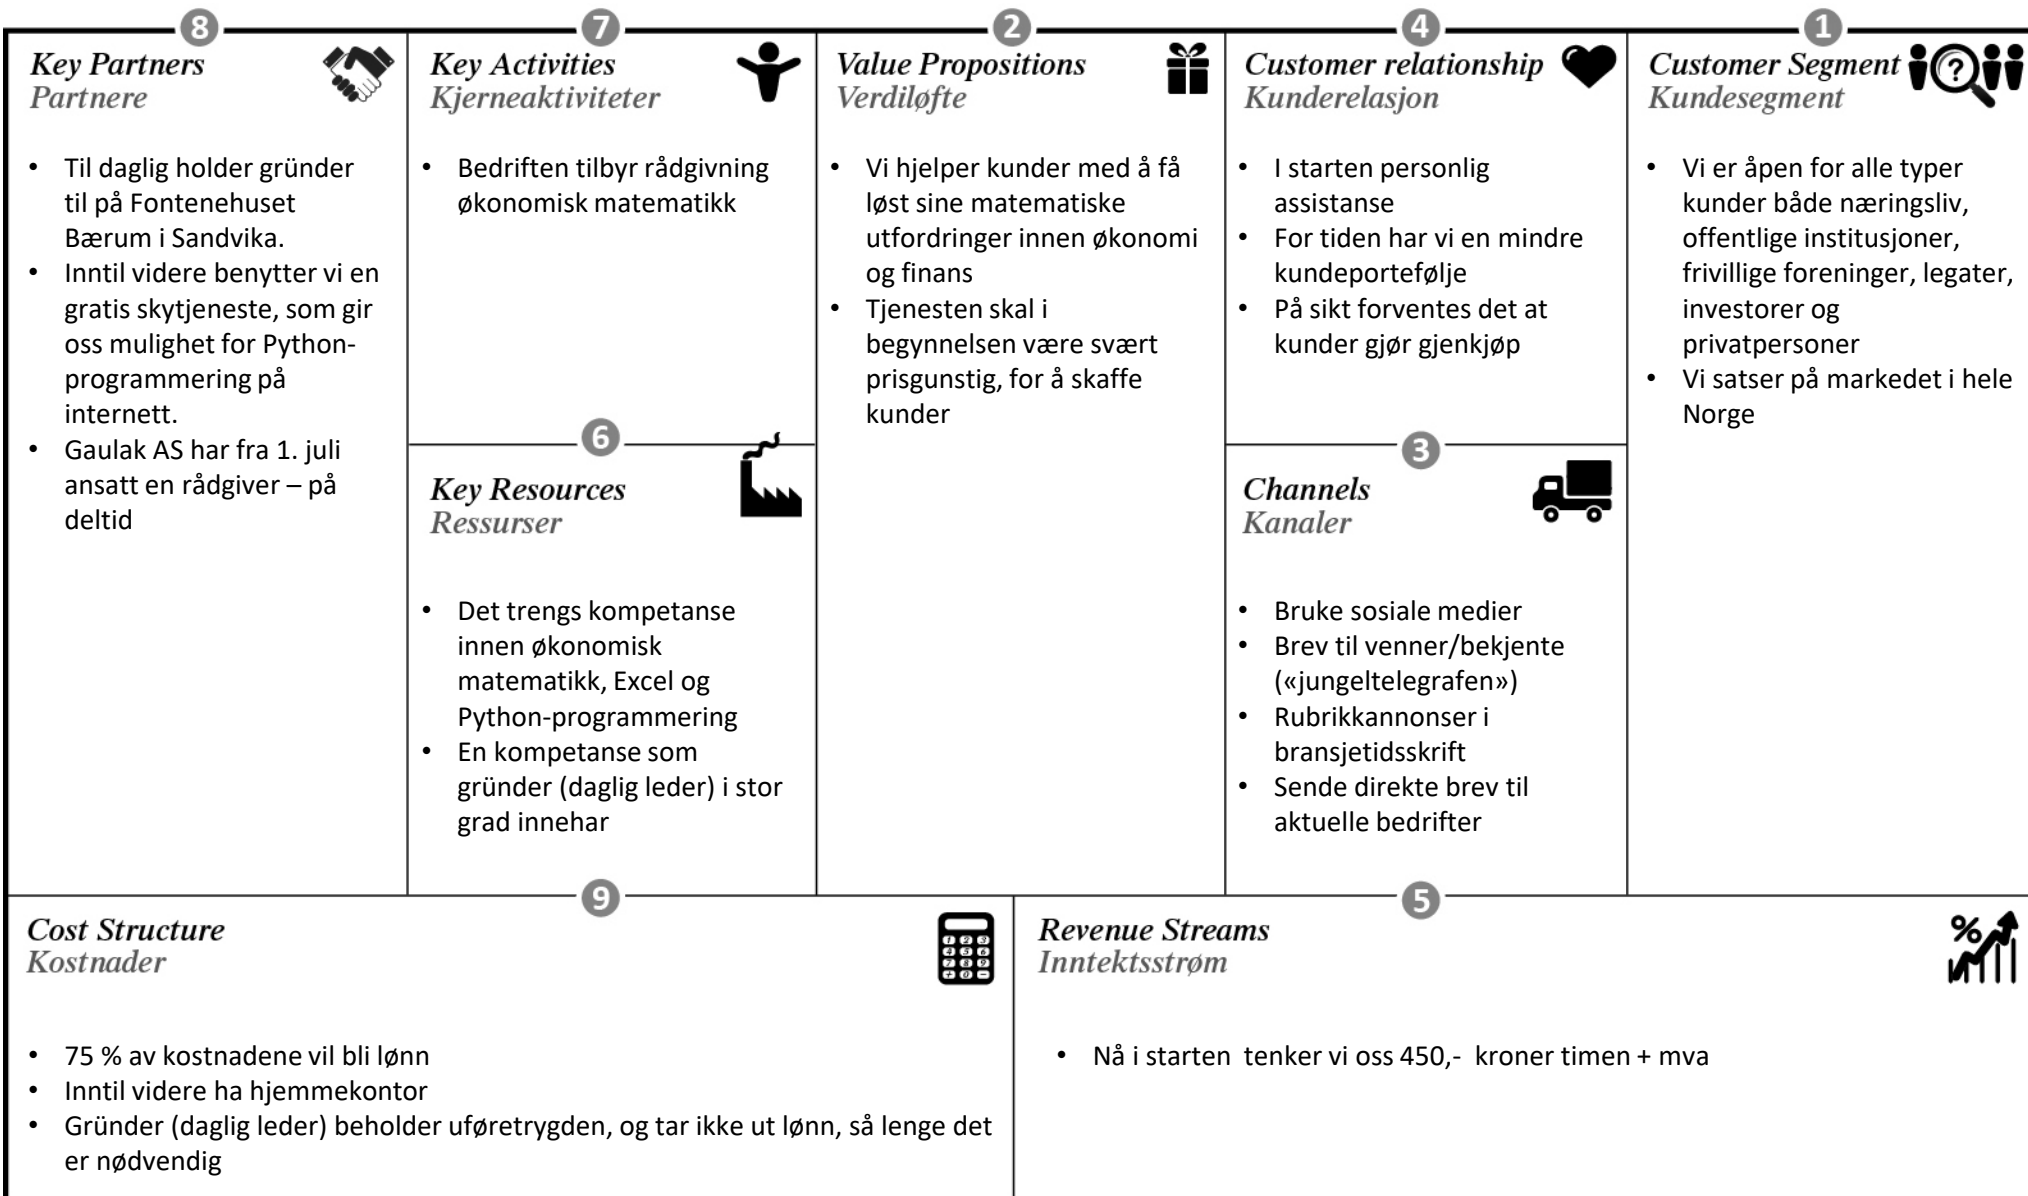 8
Key Partners
Partnere
• Til daglig holder gründer
til på Fontenehuset
Bærum i Sandvika.
• Inntil videre benytter vi en
gratis skytjeneste, som gir
oss mulighet for Python-
programmering på
internett.
• Gaulak AS har fra 1. juli
ansatt en rådgiver – på
deltid
7
Key Activities
Kjerneaktiviteter
• Bedriften tilbyr rådgivning
økonomisk matematikk
6
Key Resources
Ressurser
• Det trengs kompetanse
innen økonomisk
matematikk, Excel og
Python-programmering
• En kompetanse som
gründer (daglig leder) i stor
grad innehar
2
Value Propositions
Verdiløfte
• Vi hjelper kunder med å få
løst sine matematiske
utfordringer innen økonomi
og finans
• Tjenesten skal i
begynnelsen være svært
prisgunstig, for å skaffe
kunder
4
Customer relationship
Kunderelasjon
• I starten personlig
assistanse
• For tiden har vi en mindre
kundeportefølje
• På sikt forventes det at
kunder gjør gjenkjøp
3
Channels
Kanaler
• Bruke sosiale medier
• Brev til venner/bekjente
(«jungeltelegrafen»)
• Rubrikkannonser i
bransjetidsskrift
• Sende direkte brev til
aktuelle bedrifter
1
Customer Segment
?
Kundesegment
• Vi er åpen for alle typer
kunder både næringsliv,
offentlige institusjoner,
frivillige foreninger, legater,
investorer og
privatpersoner
• Vi satser på markedet i hele
Norge
9
Cost Structure
Kostnader
1 2 3
4 5 6
7 8 9
+ 0 −
• 75 % av kostnadene vil bli lønn
• Inntil videre ha hjemmekontor
• Gründer (daglig leder) beholder uføretrygden, og tar ikke ut lønn, så lenge det
er nødvendig
5
Revenue Streams
Inntektsstrøm
%
• Nå i starten tenker vi oss 450,- kroner timen + mva